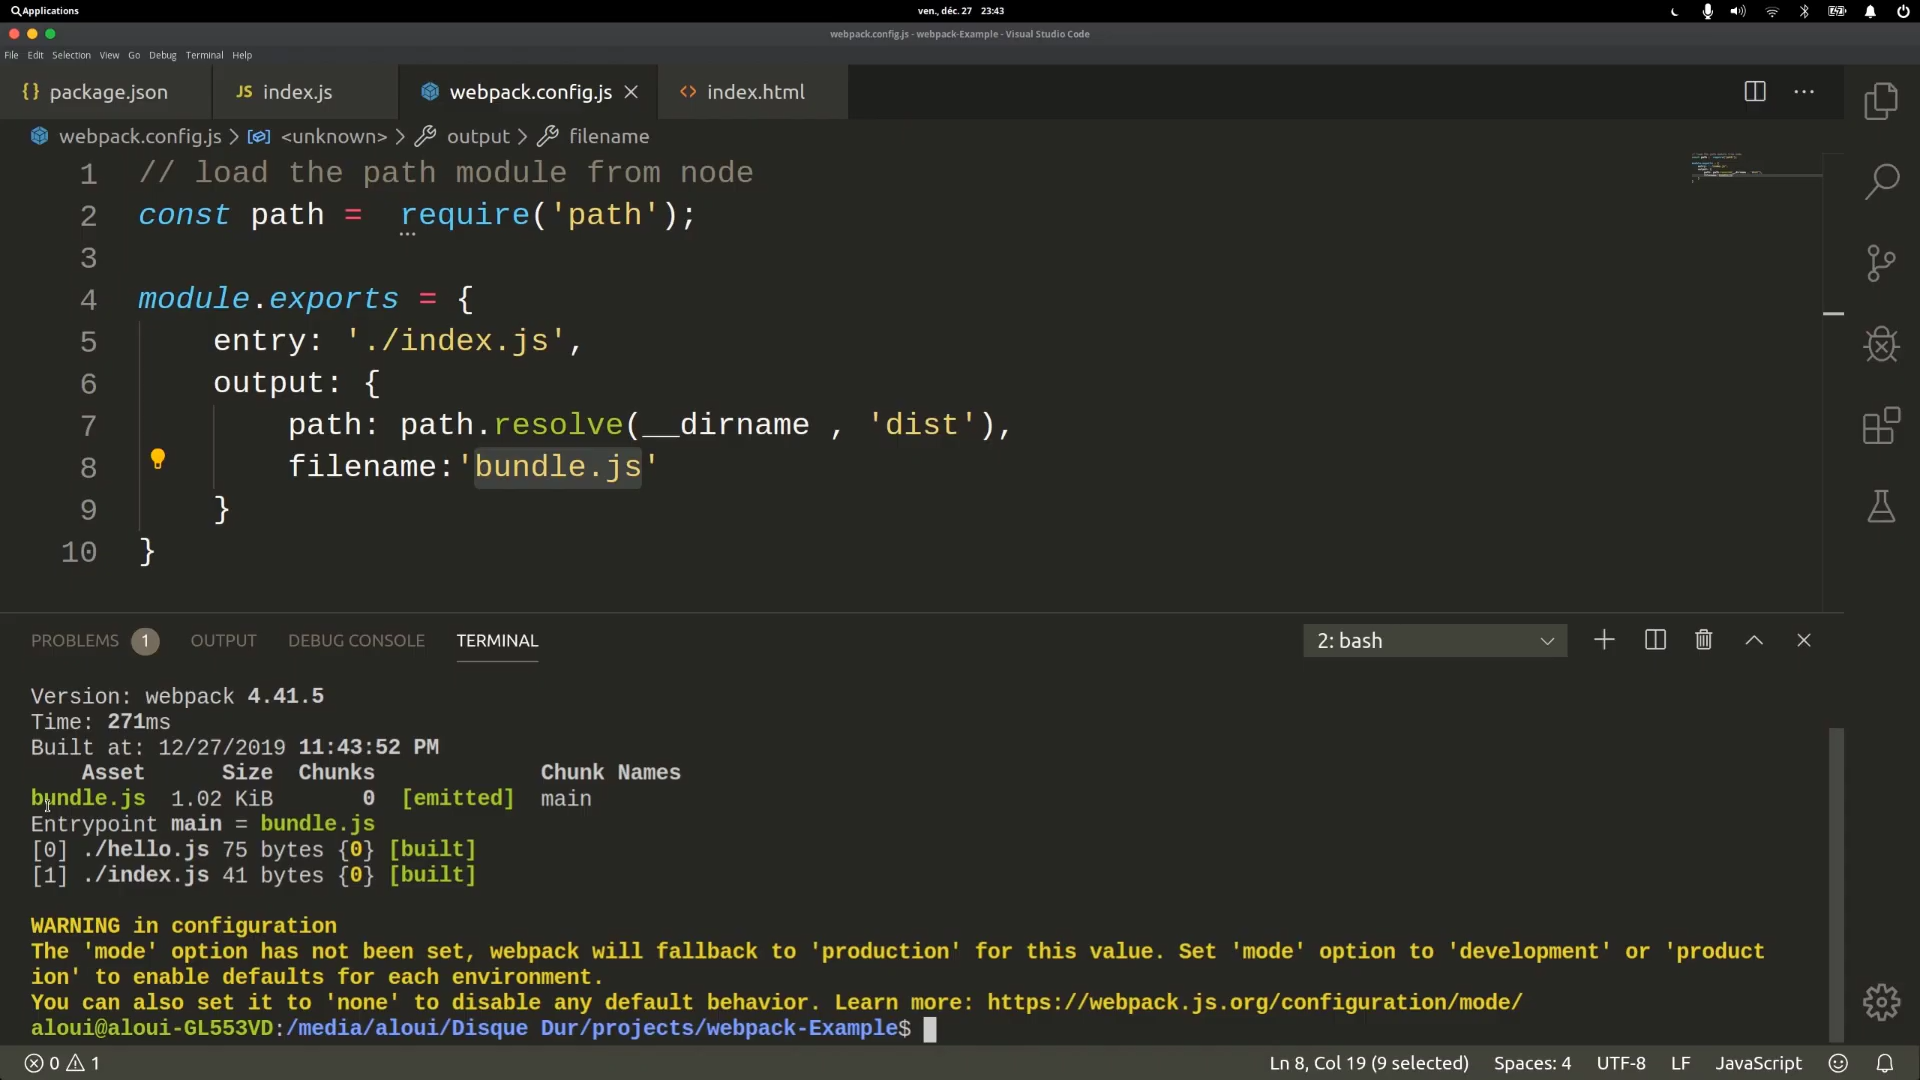 Applications
ven., déc. 27 23:43
webpack.config.js - webpack-Example - Visual Studio Code
File Edit Selection View Go Debug Terminal Help
{} package.json
JS index.js
webpack.config.js
<> index.html
webpack.config.js > <unknown> > output > filename
1 // load the path module from node
2 const path =  require('path');
3
4 module.exports = {
5     entry: './index.js',
6     output: {
7         path: path.resolve(__dirname , 'dist'),
8         filename:'bundle.js'
9     }
10 }
PROBLEMS 1 OUTPUT DEBUG CONSOLE TERMINAL
2: bash
Version: webpack 4.41.5
Time: 271ms
Built at: 12/27/2019 11:43:52 PM
    Asset      Size  Chunks             Chunk Names
bundle.js  1.02 KiB       0  [emitted]  main
Entrypoint main = bundle.js
[0] ./hello.js 75 bytes {0} [built]
[1] ./index.js 41 bytes {0} [built]
WARNING in configuration
The 'mode' option has not been set, webpack will fallback to 'production' for this value. Set 'mode' option to 'development' or 'product
ion' to enable defaults for each environment.
You can also set it to 'none' to disable any default behavior. Learn more: https://webpack.js.org/configuration/mode/
aloui@aloui-GL553VD:/media/aloui/Disque Dur/projects/webpack-Example$
0 1
Ln 8, Col 19 (9 selected) Spaces: 4 UTF-8 LF JavaScript